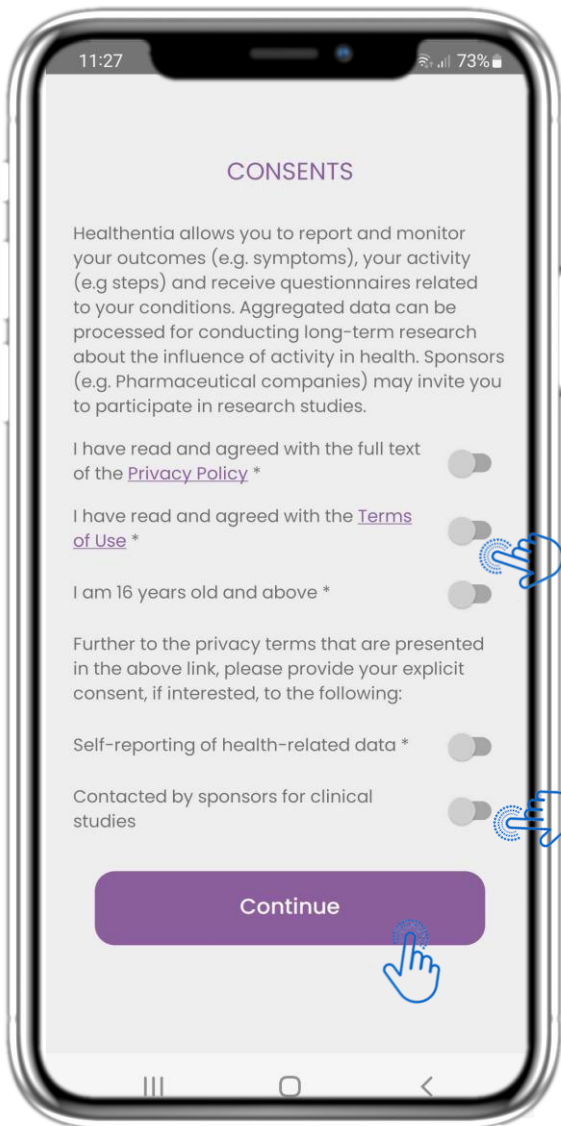 11:27
73%
CONSENTS
Healthentia allows you to report and monitor
your outcomes (e.g. symptoms), your activity
(e.g steps) and receive questionnaires related
to your conditions. Aggregated data can be
processed for conducting long-term research
about the influence of activity in health. Sponsors
(e.g. Pharmaceutical companies) may invite you
to participate in research studies.
I have read and agreed with the full text
of the Privacy Policy *
I have read and agreed with the Terms
of Use *
I am 16 years old and above *
Further to the privacy terms that are presented
in the above link, please provide your explicit
consent, if interested, to the following:
Self-reporting of health-related data *
Contacted by sponsors for clinical
studies
Continue